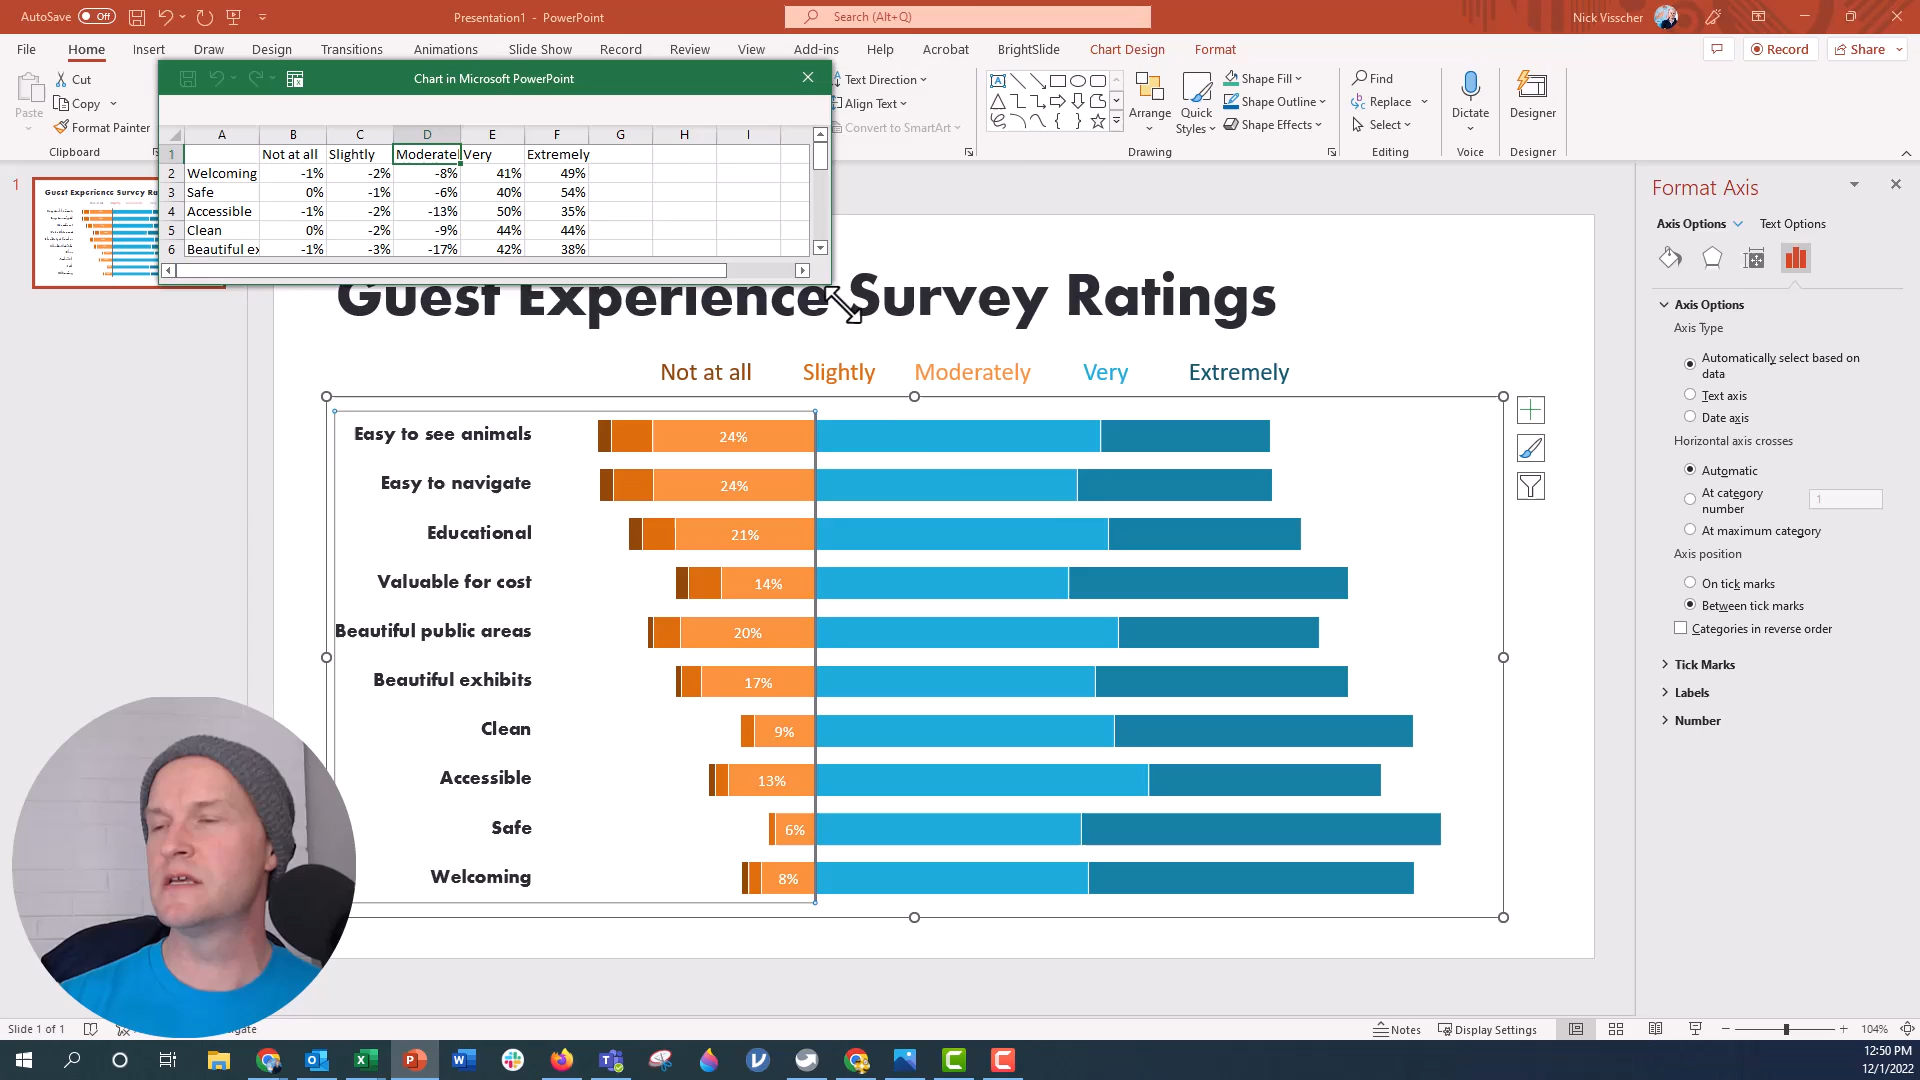 AutoSave Off
Presentation1 - PowerPoint
Search (Alt+Q)
Nick Visscher
File Home Insert Draw Design Transitions Animations Slide Show Record Review View Add-ins Help Acrobat BrightSlide Chart Design Format
Record
Share
Paste
Cut
Copy
Format Painter
Clipboard
Chart in Microsoft PowerPoint
Text Direction
Align Text
Convert to SmartArt
Arrange
Quick
Styles
Shape Fill
Shape Outline
Shape Effects
Drawing
Find
Replace
Select
Editing
Dictate
Voice
Designer
Designer
A B C D E F G H I
1 Not at all Slightly Moderatel Very Extremely
2 Welcoming -1% -2% -8% 41% 49%
3 Safe 0% -1% -6% 40% 54%
4 Accessible -1% -2% -13% 50% 35%
5 Clean 0% -2% -9% 44% 44%
6 Beautiful ex -1% -3% -17% 42% 38%
1
Guest Experience Survey Ra
Guest Experience Survey Ratings
Not at all Slightly Moderately Very Extremely
Easy to see animals 24%
Easy to navigate 24%
Educational 21%
Valuable for cost 14%
Beautiful public areas 20%
Beautiful exhibits 17%
Clean 9%
Accessible 13%
Safe 6%
Welcoming 8%
Format Axis
Axis Options Text Options
Axis Options
Axis Type
Automatically select based on
data
Text axis
Date axis
Horizontal axis crosses
Automatic
At category
number
1
At maximum category
Axis position
On tick marks
Between tick marks
Categories in reverse order
Tick Marks
Labels
Number
Slide 1 of 1
Notes
Display Settings
104%
12:50 PM
12/1/2022